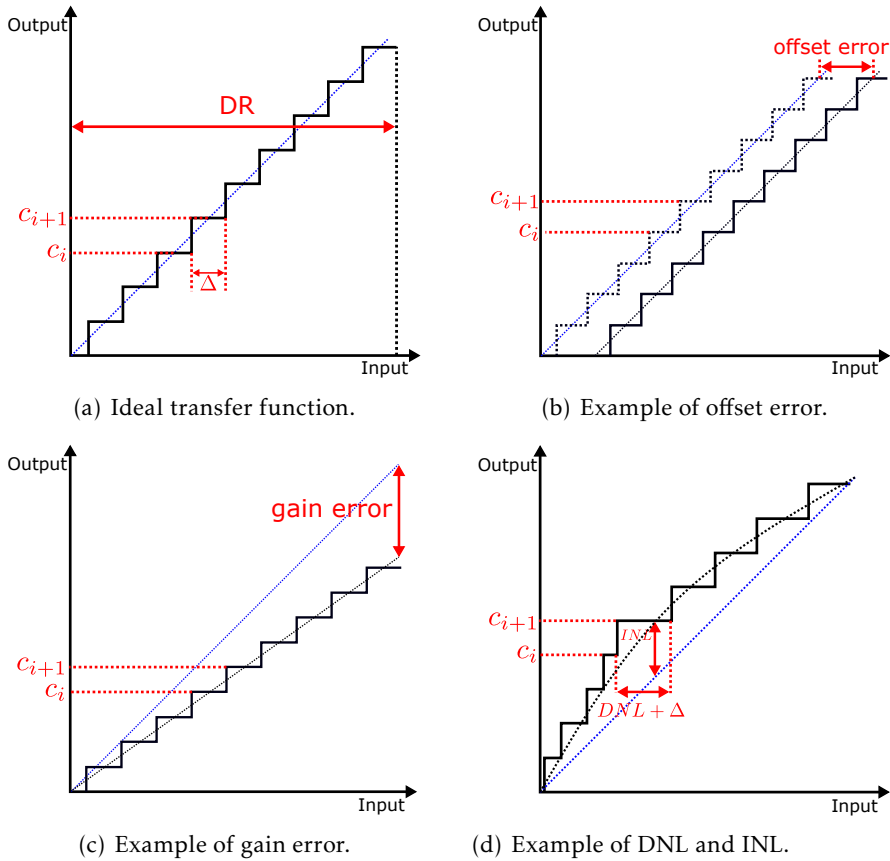 Output
DR
c_{i+1}
c_i
Δ
Input
(a) Ideal transfer function.
Output
offset error
c_{i+1}
c_i
Input
(b) Example of offset error.
Output
gain error
c_{i+1}
c_i
Input
(c) Example of gain error.
Output
c_{i+1}
INL
c_i
DNL + Δ
Input
(d) Example of DNL and INL.